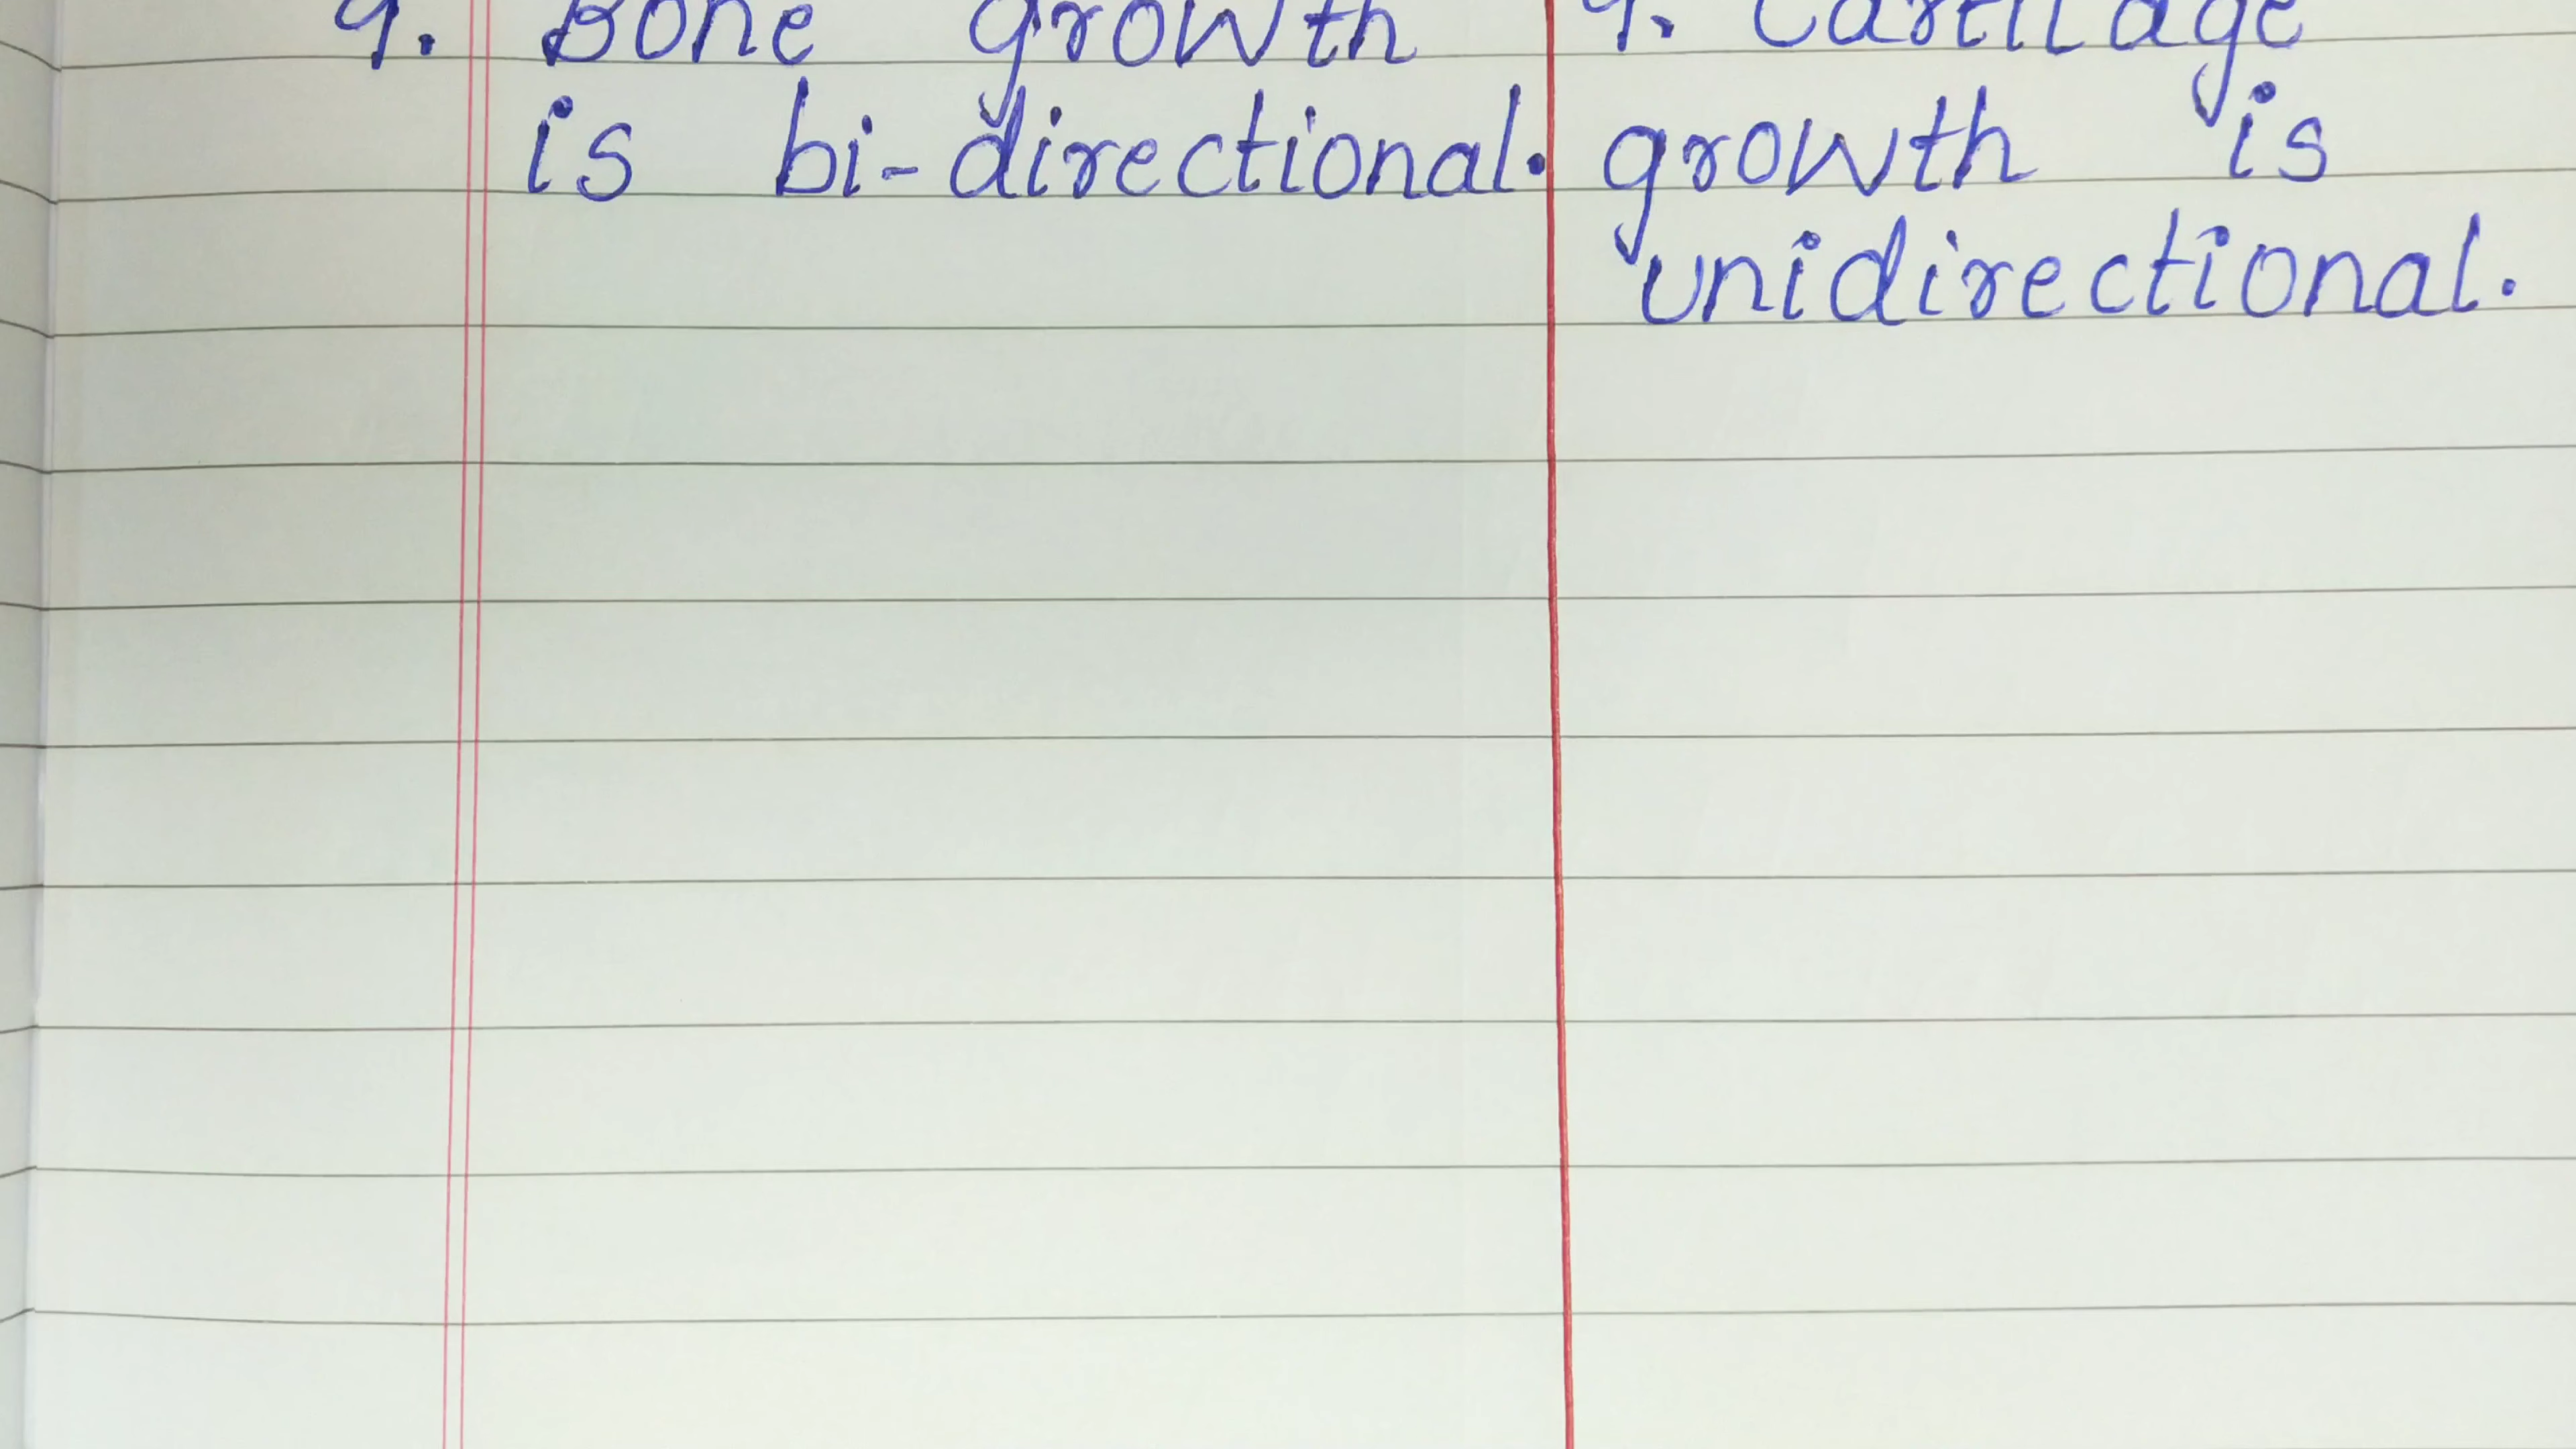 9. Bone growth
is bi-directional.
9. Cartilage
growth is
unidirectional.